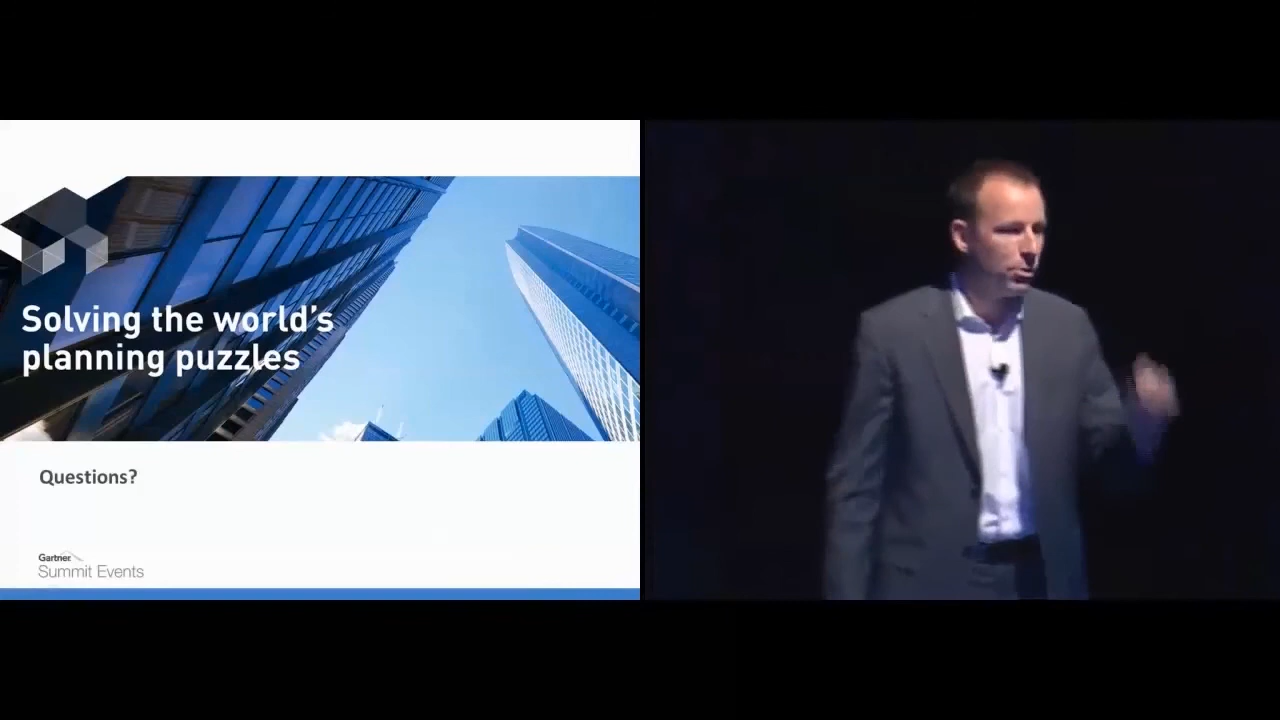 Solving the world's
planning puzzles
Questions?
Gartner
Summit Events